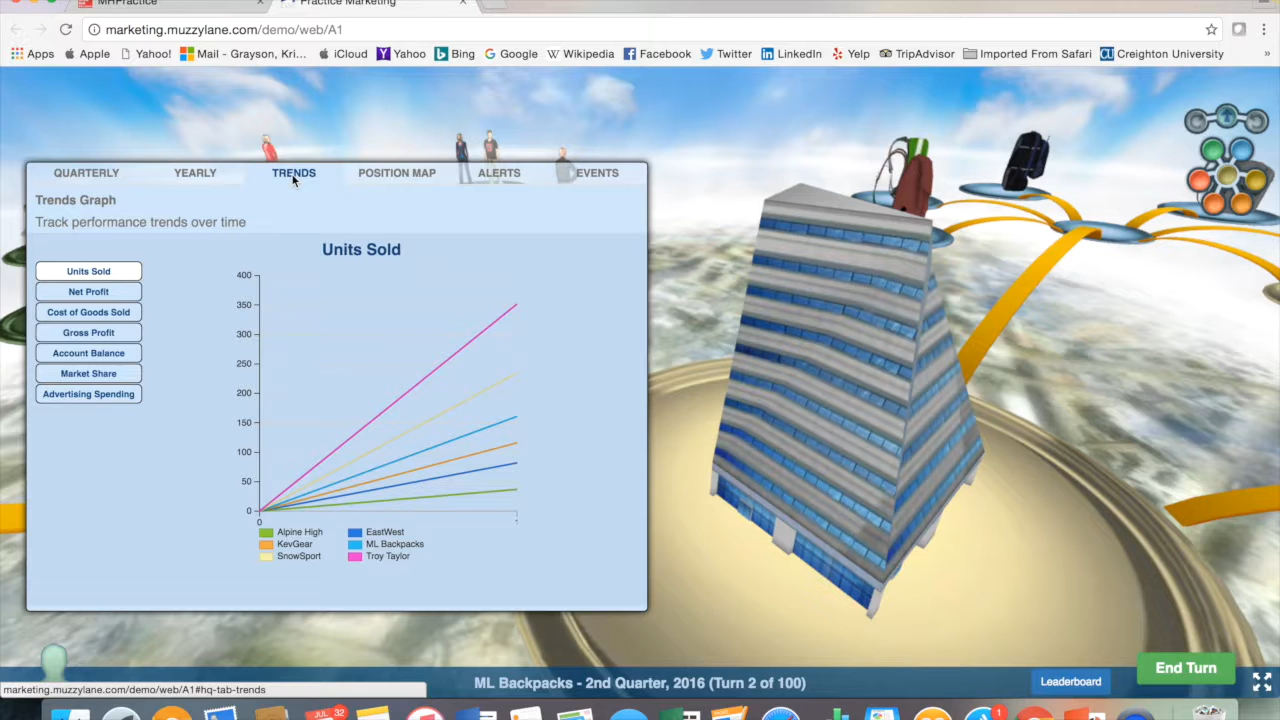 MHPractice
Practice Marketing
marketing.muzzylane.com/demo/web/A1
Apps Apple Yahoo! Mail - Grayson, Kri... iCloud Yahoo Bing Google Wikipedia Facebook Twitter LinkedIn Yelp TripAdvisor Imported From Safari CU Creighton University »
QUARTERLY YEARLY TRENDS POSITION MAP ALERTS EVENTS
Trends Graph
Track performance trends over time
Units Sold
Units Sold
Net Profit
Cost of Goods Sold
Gross Profit
Account Balance
Market Share
Advertising Spending
400
350
300
250
200
150
100
50
0
0 1
Alpine High EastWest
KevGear ML Backpacks
SnowSport Troy Taylor
End Turn
ML Backpacks - 2nd Quarter, 2016 (Turn 2 of 100)
Leaderboard
marketing.muzzylane.com/demo/web/A1#hq-tab-trends
JUL 32
1